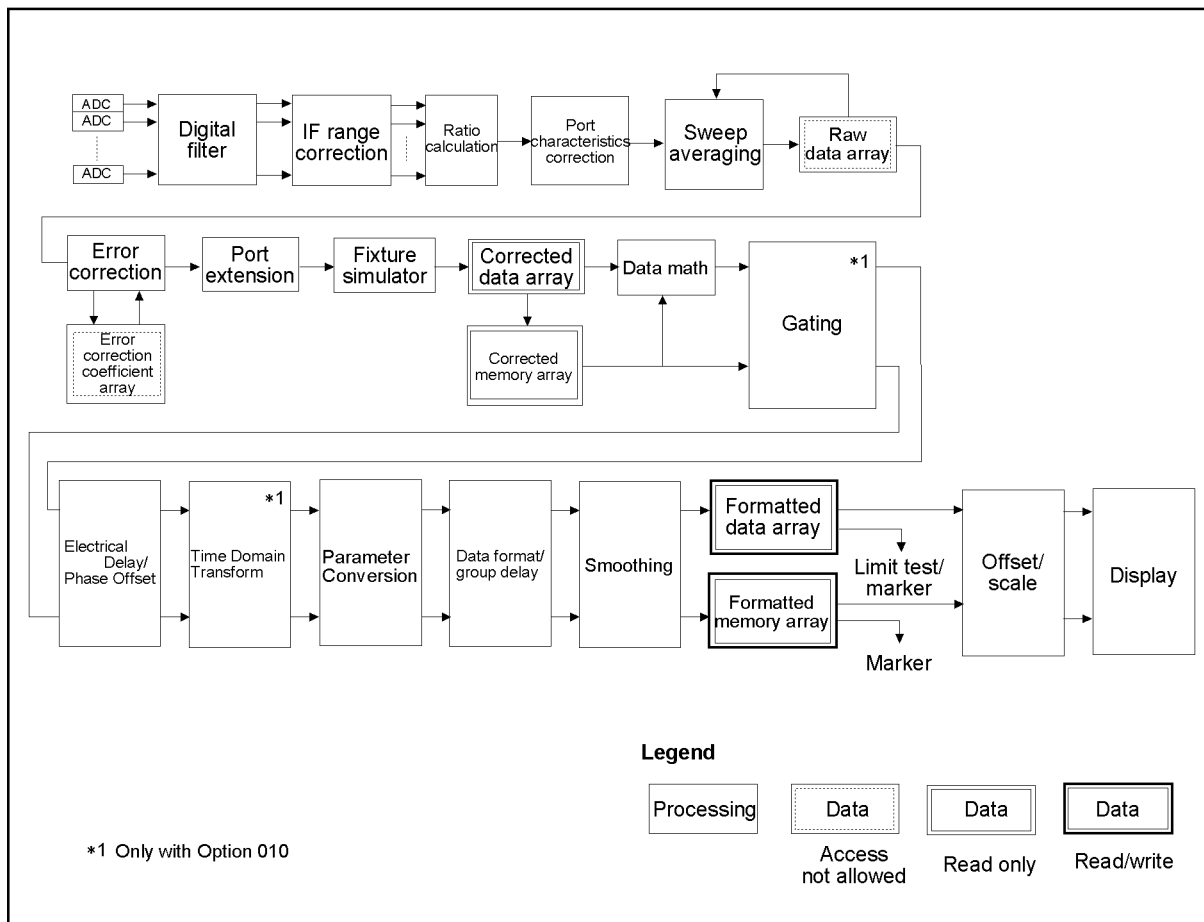 ADC
ADC
ADC
Digital
filter
IF range
correction
Ratio
calculation
Port
characteristics
correction
Sweep
averaging
Raw
data array
Error
correction
Port
extension
Fixture
simulator
Corrected
data array
Data math
*1
Gating
Error
correction
coefficient
array
Corrected
memory array
Electrical
Delay/
Phase Offset
*1
Time Domain
Transform
Parameter
Conversion
Data format/
group delay
Smoothing
Formatted
data array
Limit test/
marker
Formatted
memory array
Marker
Offset/
scale
Display
Legend
Processing
Data
Access
not allowed
Data
Read only
Data
Read/write
*1 Only with Option 010